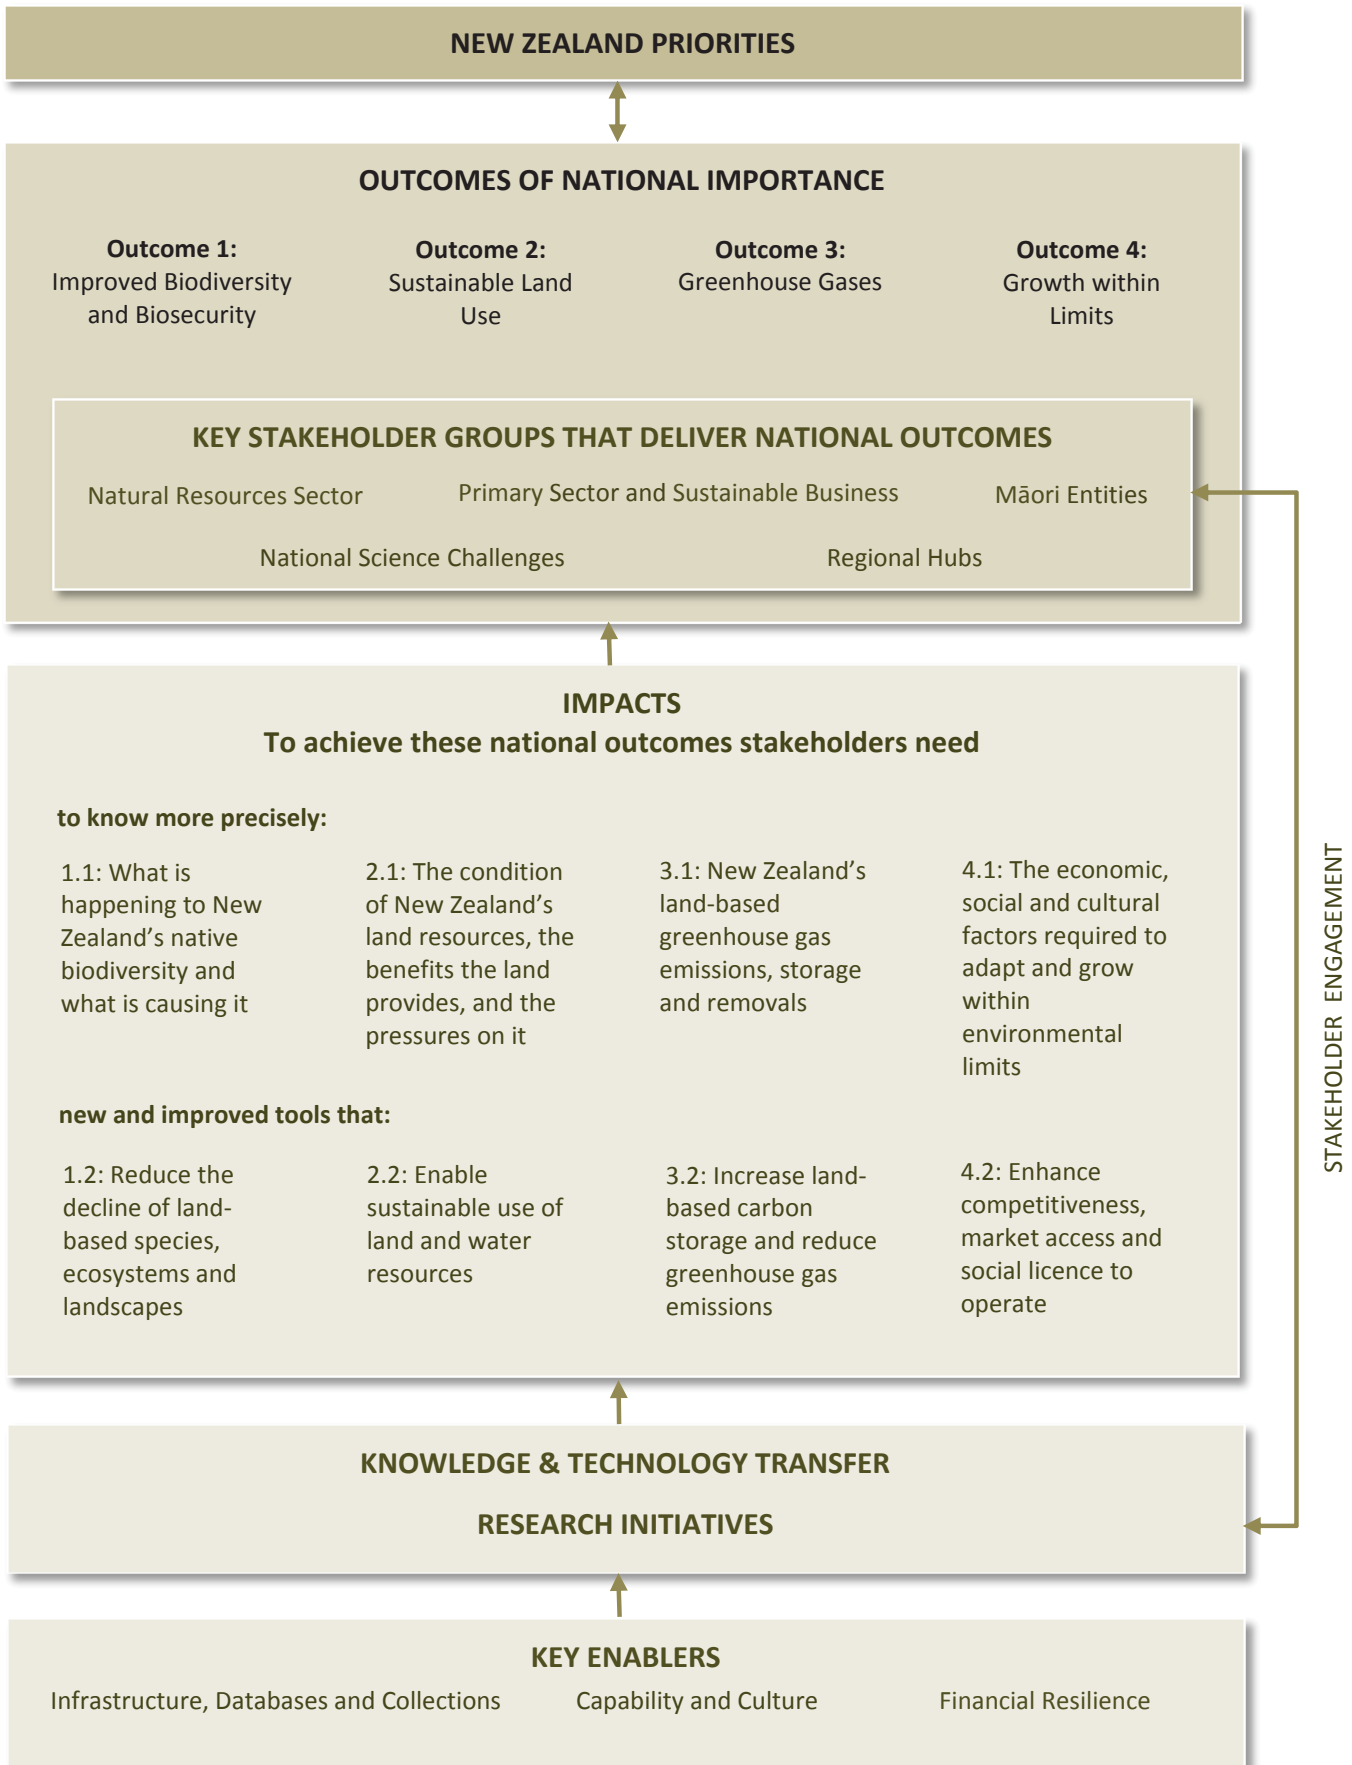 NEW ZEALAND PRIORITIES
OUTCOMES OF NATIONAL IMPORTANCE
Outcome 1:
Improved Biodiversity
and Biosecurity
Outcome 2:
Sustainable Land
Use
Outcome 3:
Greenhouse Gases
Outcome 4:
Growth within
Limits
KEY STAKEHOLDER GROUPS THAT DELIVER NATIONAL OUTCOMES
Natural Resources Sector
Primary Sector and Sustainable Business
Māori Entities
National Science Challenges
Regional Hubs
IMPACTS
To achieve these national outcomes stakeholders need
to know more precisely:
1.1: What is
happening to New
Zealand’s native
biodiversity and
what is causing it
2.1: The condition
of New Zealand’s
land resources, the
benefits the land
provides, and the
pressures on it
3.1: New Zealand’s
land-based
greenhouse gas
emissions, storage
and removals
4.1: The economic,
social and cultural
factors required to
adapt and grow
within
environmental
limits
new and improved tools that:
1.2: Reduce the
decline of land-
based species,
ecosystems and
landscapes
2.2: Enable
sustainable use of
land and water
resources
3.2: Increase land-
based carbon
storage and reduce
greenhouse gas
emissions
4.2: Enhance
competitiveness,
market access and
social licence to
operate
STAKEHOLDER ENGAGEMENT
KNOWLEDGE & TECHNOLOGY TRANSFER
RESEARCH INITIATIVES
KEY ENABLERS
Infrastructure, Databases and Collections
Capability and Culture
Financial Resilience